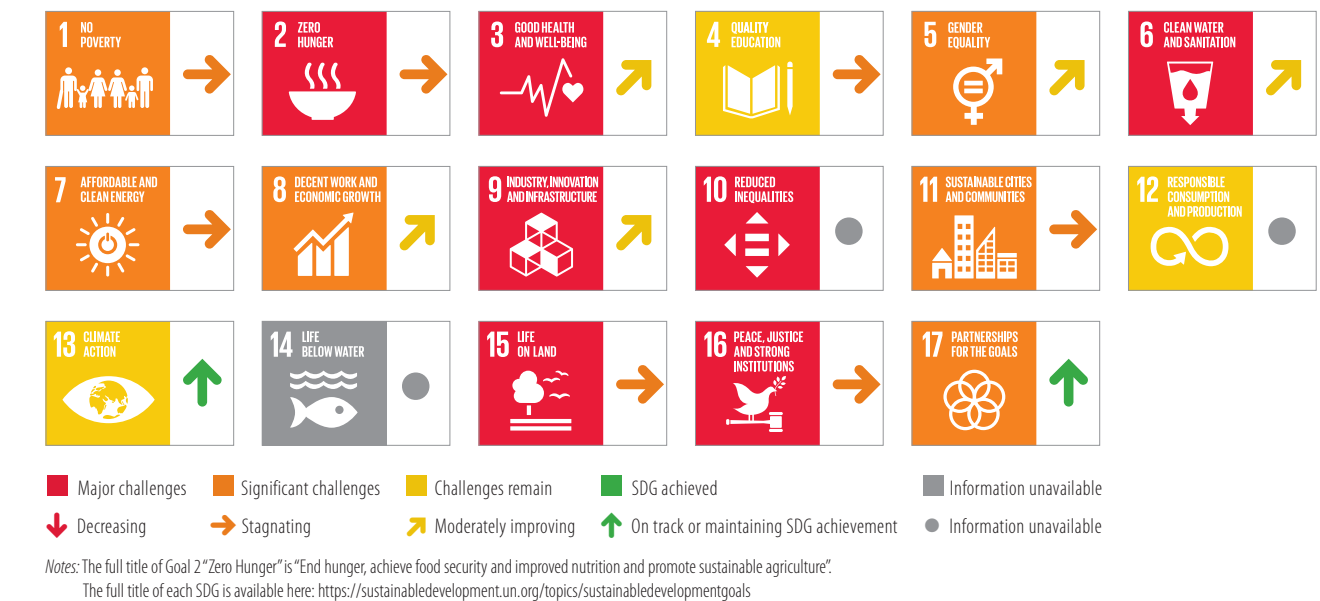 1 NO
POVERTY
2 ZERO
HUNGER
3 GOOD HEALTH
AND WELL-BEING
4 QUALITY
EDUCATION
5 GENDER
EQUALITY
6 CLEAN WATER
AND SANITATION
7 AFFORDABLE AND
CLEAN ENERGY
8 DECENT WORK AND
ECONOMIC GROWTH
9 INDUSTRY, INNOVATION
AND INFRASTRUCTURE
10 REDUCED
INEQUALITIES
11 SUSTAINABLE CITIES
AND COMMUNITIES
12 RESPONSIBLE
CONSUMPTION
AND PRODUCTION
13 CLIMATE
ACTION
14 LIFE
BELOW WATER
15 LIFE
ON LAND
16 PEACE, JUSTICE
AND STRONG
INSTITUTIONS
17 PARTNERSHIPS
FOR THE GOALS
Major challenges Significant challenges Challenges remain SDG achieved Information unavailable
Decreasing Stagnating Moderately improving On track or maintaining SDG achievement Information unavailable
Notes: The full title of Goal 2 “Zero Hunger” is “End hunger, achieve food security and improved nutrition and promote sustainable agriculture”.
The full title of each SDG is available here: https://sustainabledevelopment.un.org/topics/sustainabledevelopmentgoals